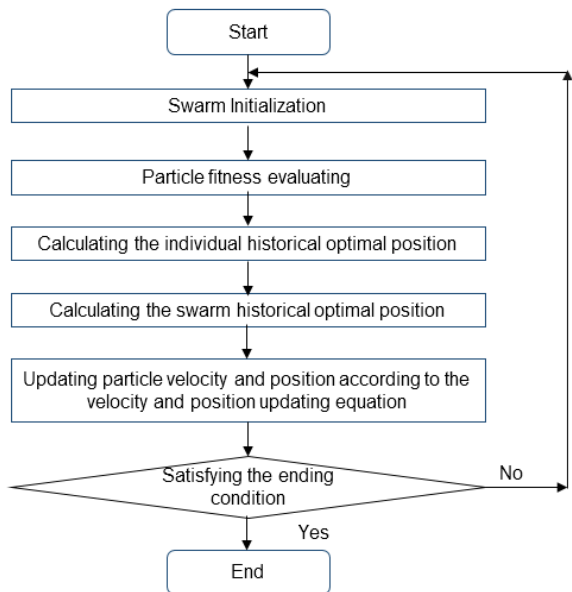 Start
Swarm Initialization
Particle fitness evaluating
Calculating the individual historical optimal position
Calculating the swarm historical optimal position
Updating particle velocity and position according to the
velocity and position updating equation
Satisfying the ending
condition
No
Yes
End